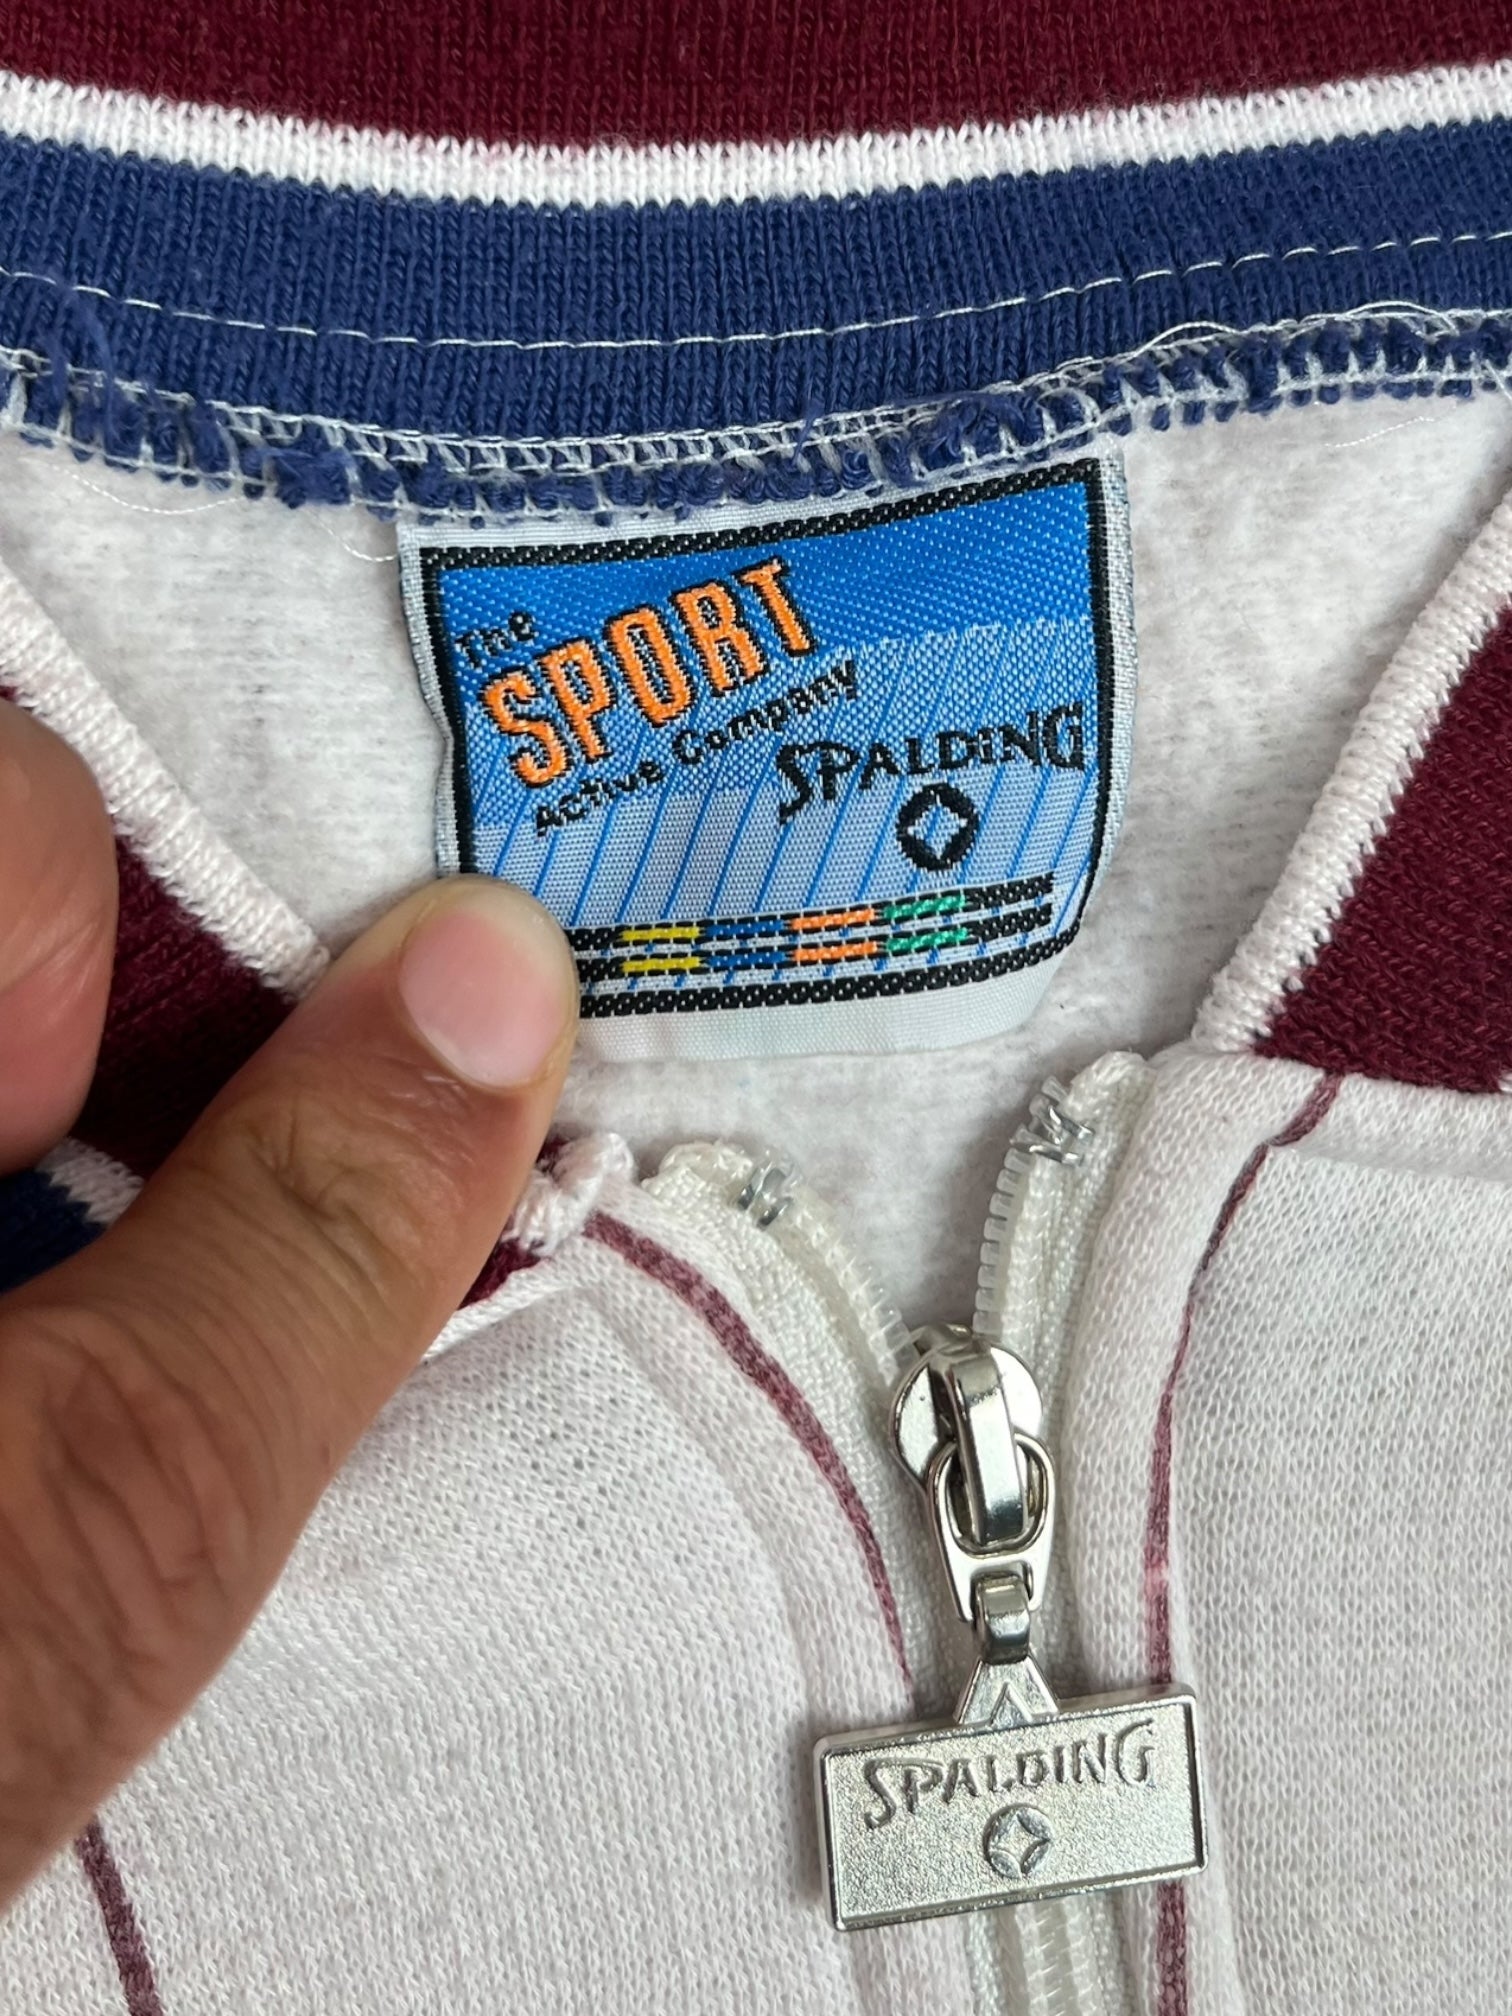 The
SPORT
Active Company
SPALDING
SPALDING